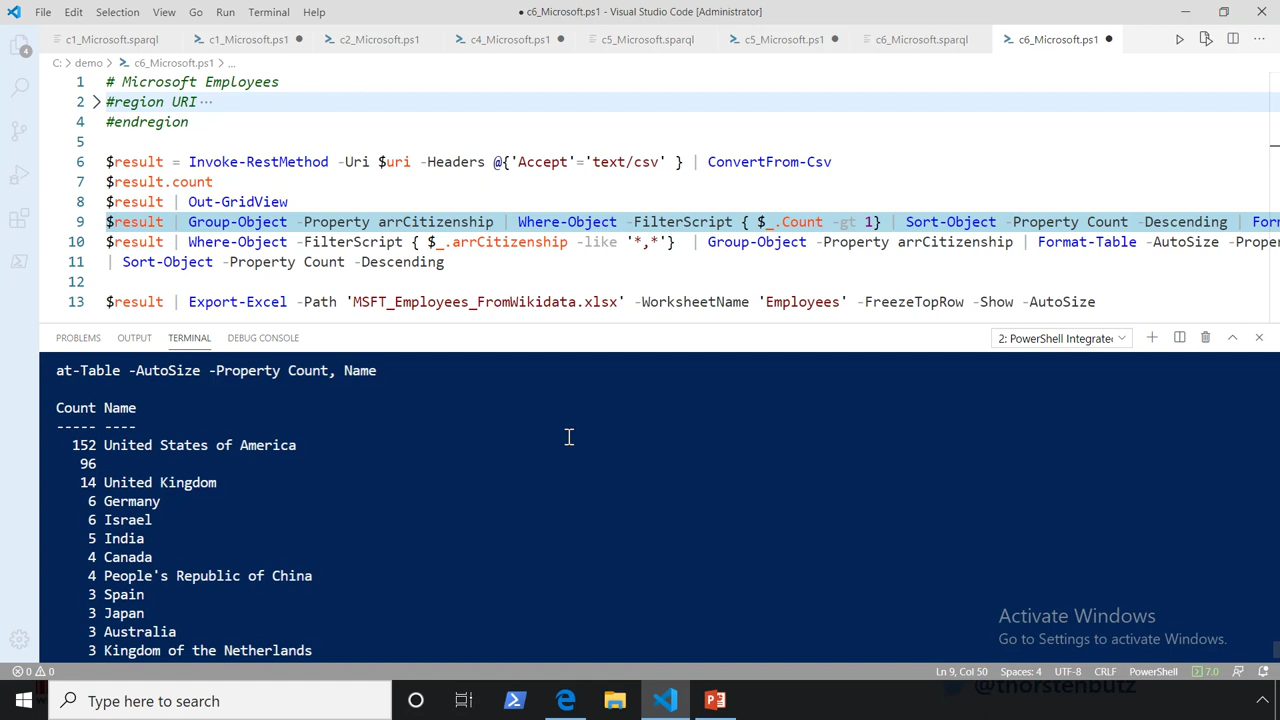 File Edit Selection View Go Run Terminal Help
● c6_Microsoft.ps1 - Visual Studio Code [Administrator]
c1_Microsoft.sparql c1_Microsoft.ps1 ● c2_Microsoft.ps1 c4_Microsoft.ps1 ● c5_Microsoft.sparql c5_Microsoft.ps1 ● c6_Microsoft.sparql c6_Microsoft.ps1 ●
4
C: > demo > c6_Microsoft.ps1 > ...
1 # Microsoft Employees
2 #region URI ...
4 #endregion
5
6 $result = Invoke-RestMethod -Uri $uri -Headers @{'Accept'='text/csv' } | ConvertFrom-Csv
7 $result.count
8 $result | Out-GridView
9 $result | Group-Object -Property arrCitizenship | Where-Object -FilterScript { $_.Count -gt 1} | Sort-Object -Property Count -Descending | For
10 $result | Where-Object -FilterScript { $_.arrCitizenship -like '*,*'} | Group-Object -Property arrCitizenship | Format-Table -AutoSize -Proper
11 | Sort-Object -Property Count -Descending
12
13 $result | Export-Excel -Path 'MSFT_Employees_FromWikidata.xlsx' -WorksheetName 'Employees' -FreezeTopRow -Show -AutoSize
PROBLEMS OUTPUT TERMINAL DEBUG CONSOLE
2: PowerShell Integrate
at-Table -AutoSize -Property Count, Name
Count Name
----- ----
152 United States of America
96
14 United Kingdom
6 Germany
6 Israel
5 India
4 Canada
4 People's Republic of China
3 Spain
3 Japan
3 Australia
3 Kingdom of the Netherlands
Activate Windows
Go to Settings to activate Windows.
0 0
Ln 9, Col 50 Spaces: 4 UTF-8 CRLF PowerShell 7.0
Type here to search
@thorstenbutz